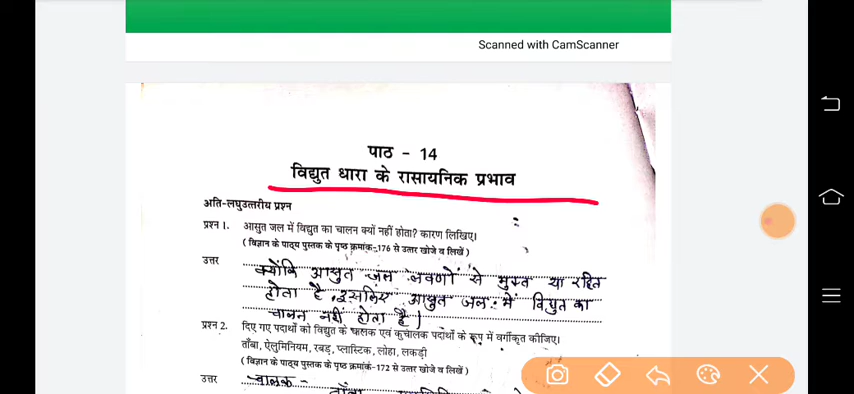 Scanned with CamScanner
पाठ - 14
विद्युत धारा के रासायनिक प्रभाव
अति-लघुउत्तरीय प्रश्न
प्रश्न 1. आसुत जल में विद्युत का चालन क्यों नहीं होता? कारण लिखिए।
( विज्ञान के पाठ्य पुस्तक के पृष्ठ क्रमांक-176 से उत्तर खोजे व लिखें )
उत्तर क्योंकि आसुत जल लवणों से मुक्त या रहित
होता है, इसलिए आसुत जल में विद्युत का
चालन नहीं होता है।
प्रश्न 2. दिए गए पदार्थों को विद्युत के चालक एवं कुचालक पदार्थों के रूप में वर्गीकृत कीजिए।
ताँबा, ऐलुमिनियम, रबड़, प्लास्टिक, लोहा, लकड़ी
( विज्ञान के पाठ्य पुस्तक के पृष्ठ क्रमांक-172 से उत्तर खोजे व लिखें )
उत्तर चालक - ताँबा